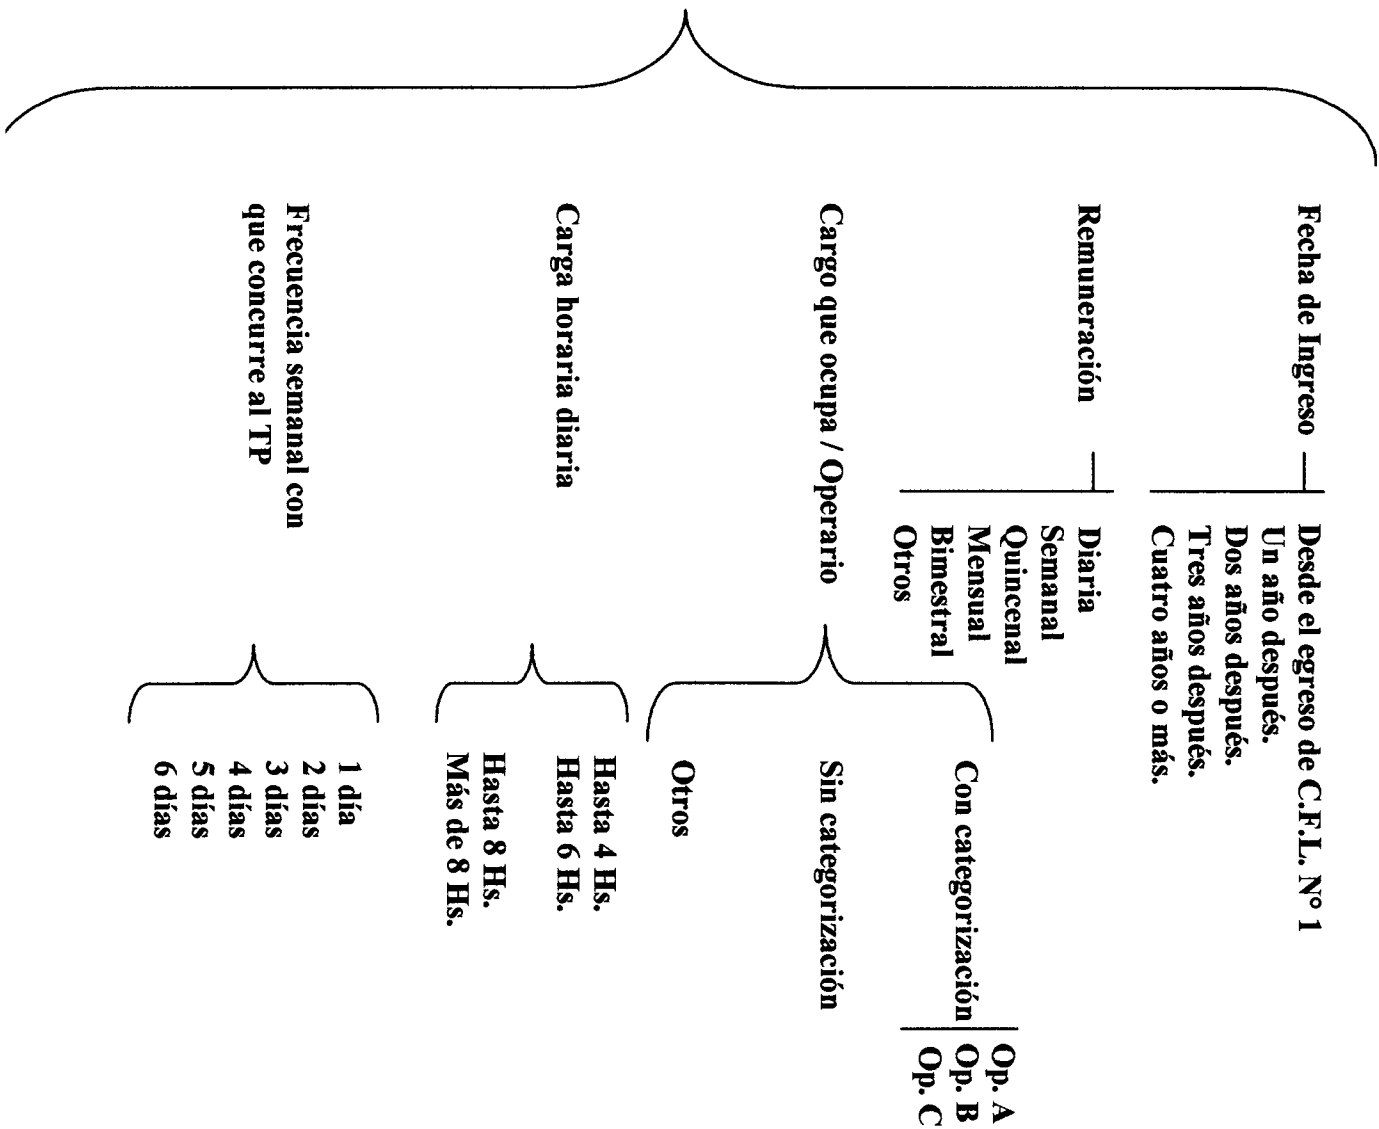 Fecha de Ingreso
Desde el egreso de C.F.L. N° 1
Un año después.
Dos años después.
Tres años después.
Cuatro años o más.
Remuneración
Diaria
Semanal
Quincenal
Mensual
Bimestral
Otros
Cargo que ocupa / Operario
Con categorización
Op. A
Op. B
Op. C
Sin categorización
Otros
Carga horaria diaria
Hasta 4 Hs.
Hasta 6 Hs.
Hasta 8 Hs.
Más de 8 Hs.
Frecuencia semanal con
que concurre al TP
1 día
2 días
3 días
4 días
5 días
6 días